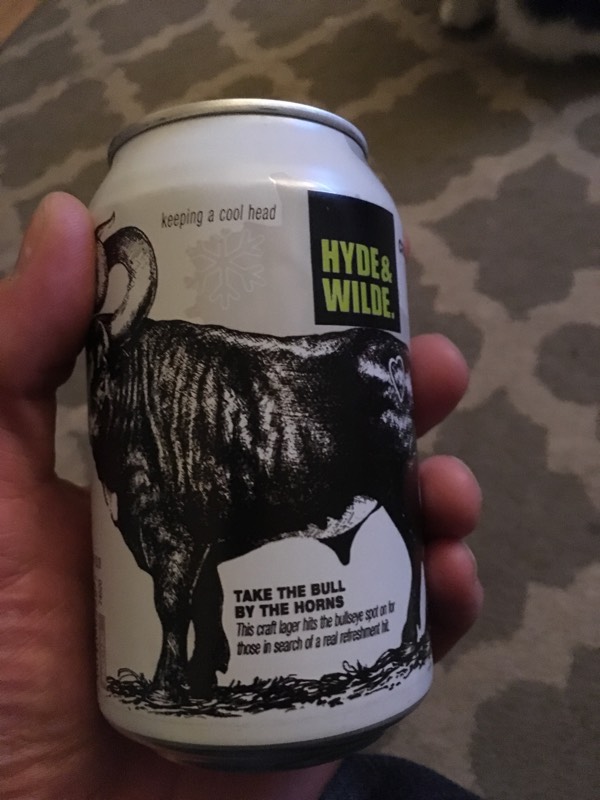 keeping a cool head
HYDE &
WILDE.
TAKE THE BULL
BY THE HORNS
This craft lager hits the bullseye spot on for
those in search of a real refreshment hit.